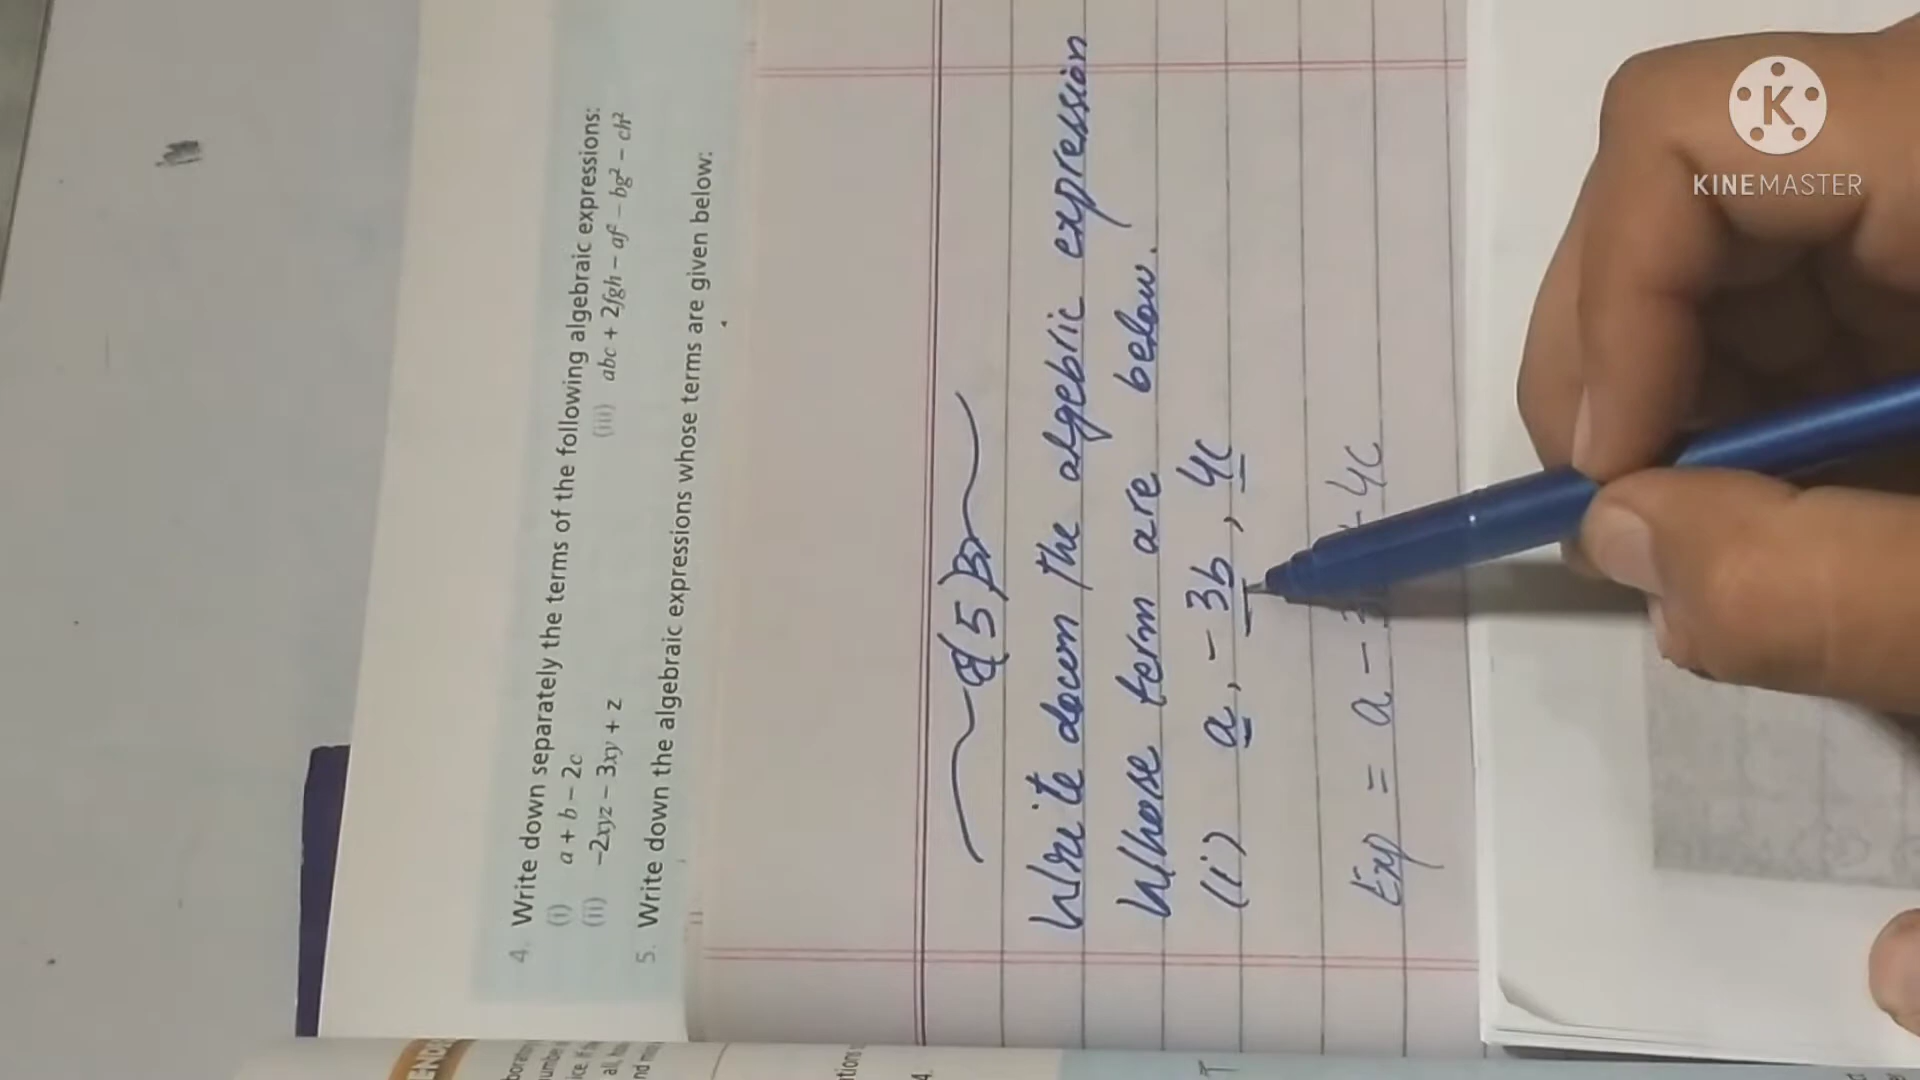 4. Write down separately the terms of the following algebraic expressions:
(i) a + b − 2c (iii) abc + 2fgh − af − bg² − ch²
(ii) −2xyz − 3xy + z
5. Write down the algebraic expressions whose terms are given below:
Q(5)
Write down the algebric expression
Whose term are below.
(i) a, -3b, 4c
Exp = a - 3 4c
KINEMASTER